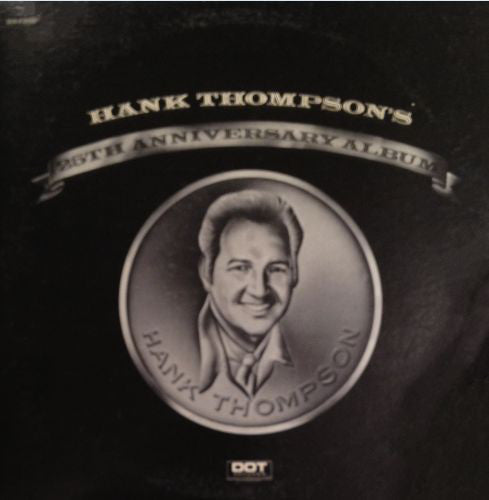 HANK THOMPSON'S
25TH ANNIVERSARY ALBUM
HANK THOMPSON
DOT